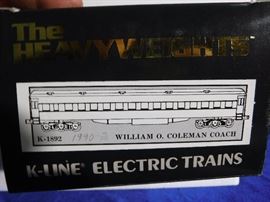 The
HEAVYWEIGHTS
K-1892 1990
WILLIAM O. COLEMAN COACH
K-LINE® ELECTRIC TRAINS